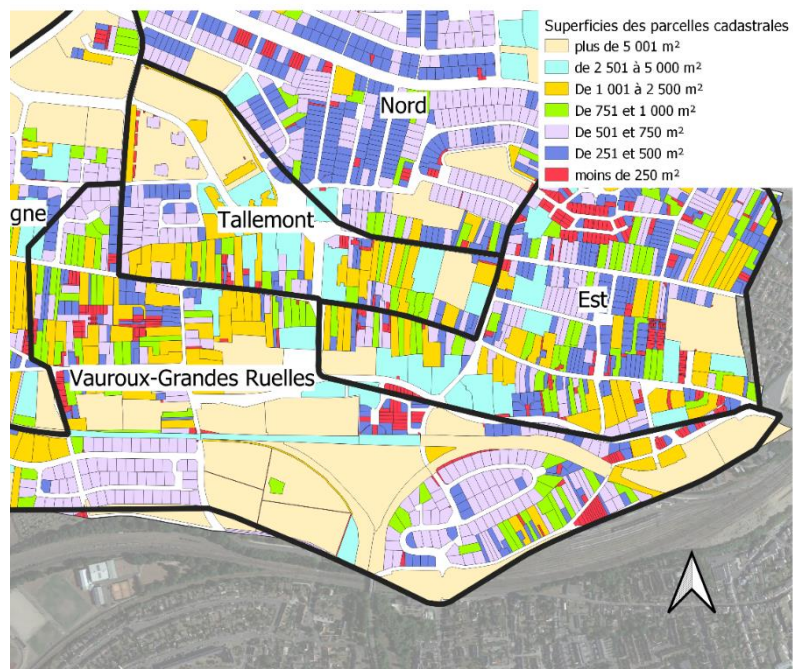 Superficies des parcelles cadastrales
plus de 5 001 m²
de 2 501 à 5 000 m²
De 1 001 à 2 500 m²
De 751 et 1 000 m²
De 501 et 750 m²
De 251 et 500 m²
moins de 250 m²
Nord
gne
Tallemont
Est
Vauroux-Grandes Ruelles